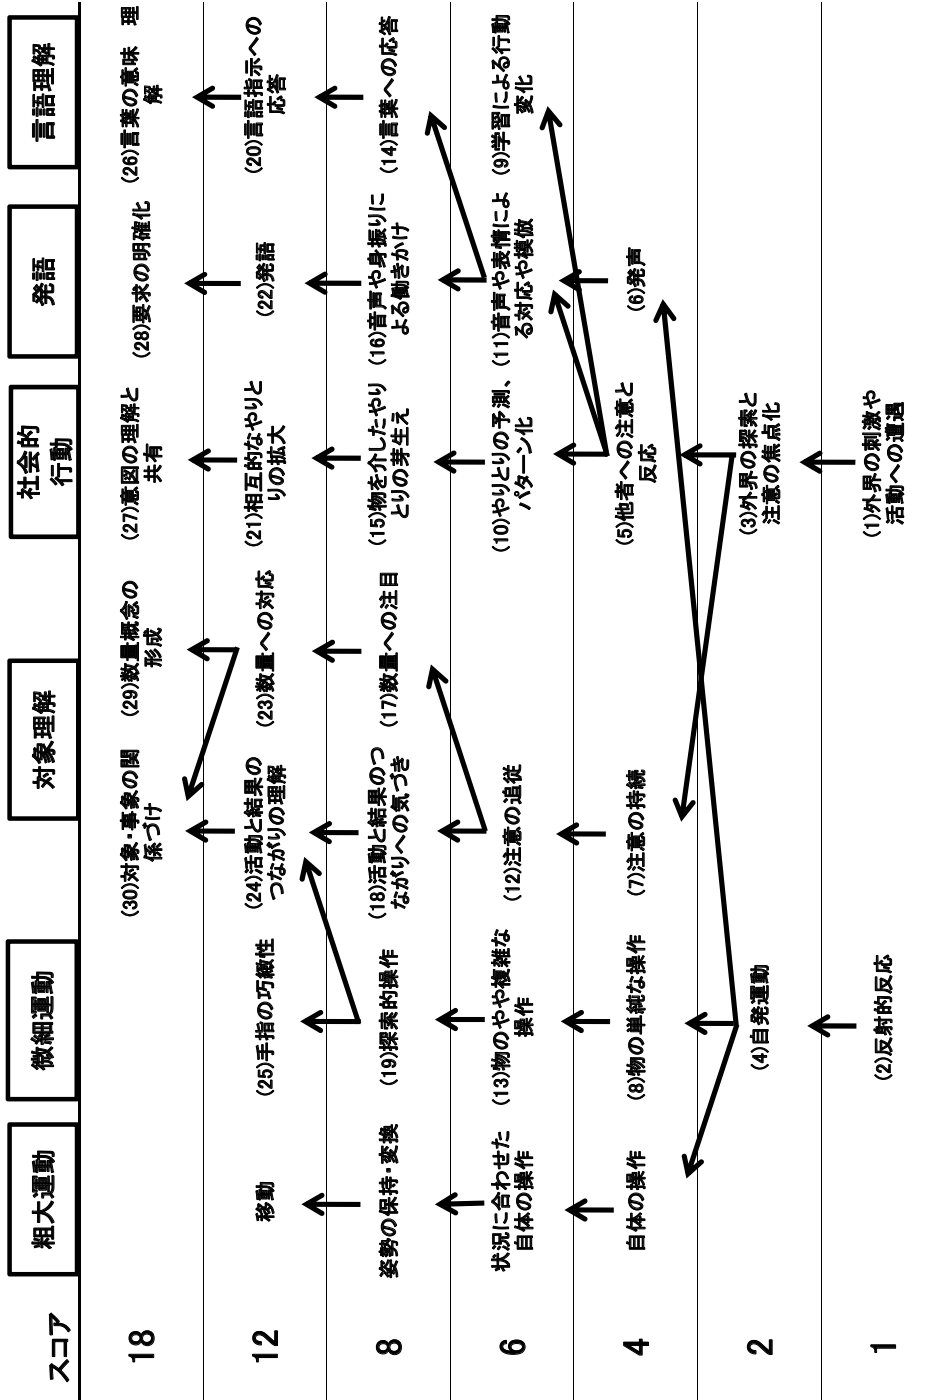 スコア
粗大運動
微細運動
対象理解
社会的
行動
発語
言語理解
18
(30)対象・事象の関
係づけ
(29)数量概念の
形成
(27)意図の理解と
共有
(28)要求の明確化
(26)言葉の意味　理
解
12
移動
(25)手指の巧緻性
(24)活動と結果の
つながりの理解
(23)数量への対応
(21)相互的なやりと
りの拡大
(22)発語
(20)言語指示への
応答
8
姿勢の保持・変換
(19)探索的操作
(18)活動と結果のつ
ながりへの気づき
(17)数量への注目
(15)物を介したやり
とりの芽生え
(16)音声や身振りに
よる働きかけ
(14)言葉への応答
6
状況に合わせた
自体の操作
(13)物のやや複雑な
操作
(12)注意の追従
(10)やりとりの予測、
パターン化
(11)音声や表情によ
る対応や模倣
(9)学習による行動
変化
4
自体の操作
(8)物の単純な操作
(7)注意の持続
(5)他者への注意と
反応
(6)発声
2
(4)自発運動
(3)外界の探索と
注意の焦点化
1
(2)反射的反応
(1)外界の刺激や
活動への遭遇